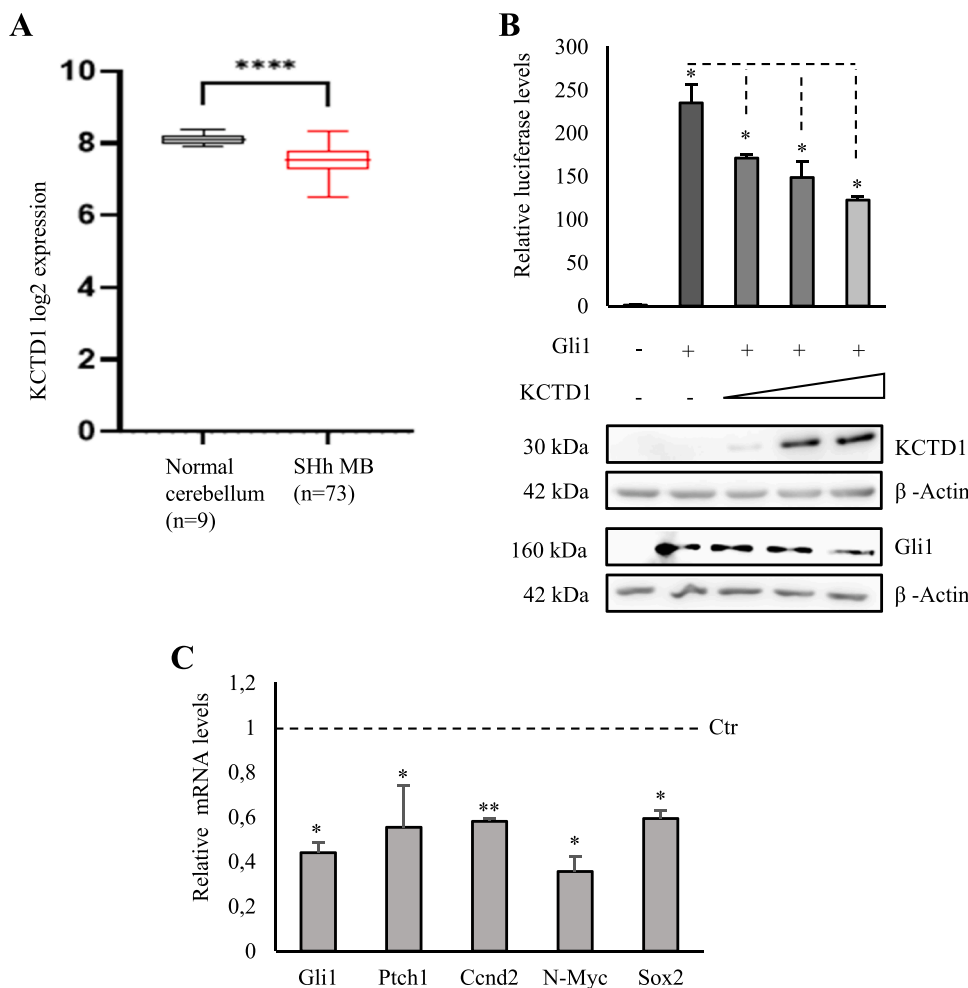 A
KCTD1 log2 expression
10
8
6
4
2
0
****
Normal
cerebellum
(n=9)
SHh MB
(n=73)
B
Relative luciferase levels
300
250
200
150
100
50
0
* * * *
Gli1 - + + + +
KCTD1 - -
30 kDa KCTD1
42 kDa β -Actin
160 kDa Gli1
42 kDa β -Actin
C
Relative mRNA levels
1,2
1
0,8
0,6
0,4
0,2
0
Ctr
* * ** * *
Gli1 Ptch1 Ccnd2 N-Myc Sox2